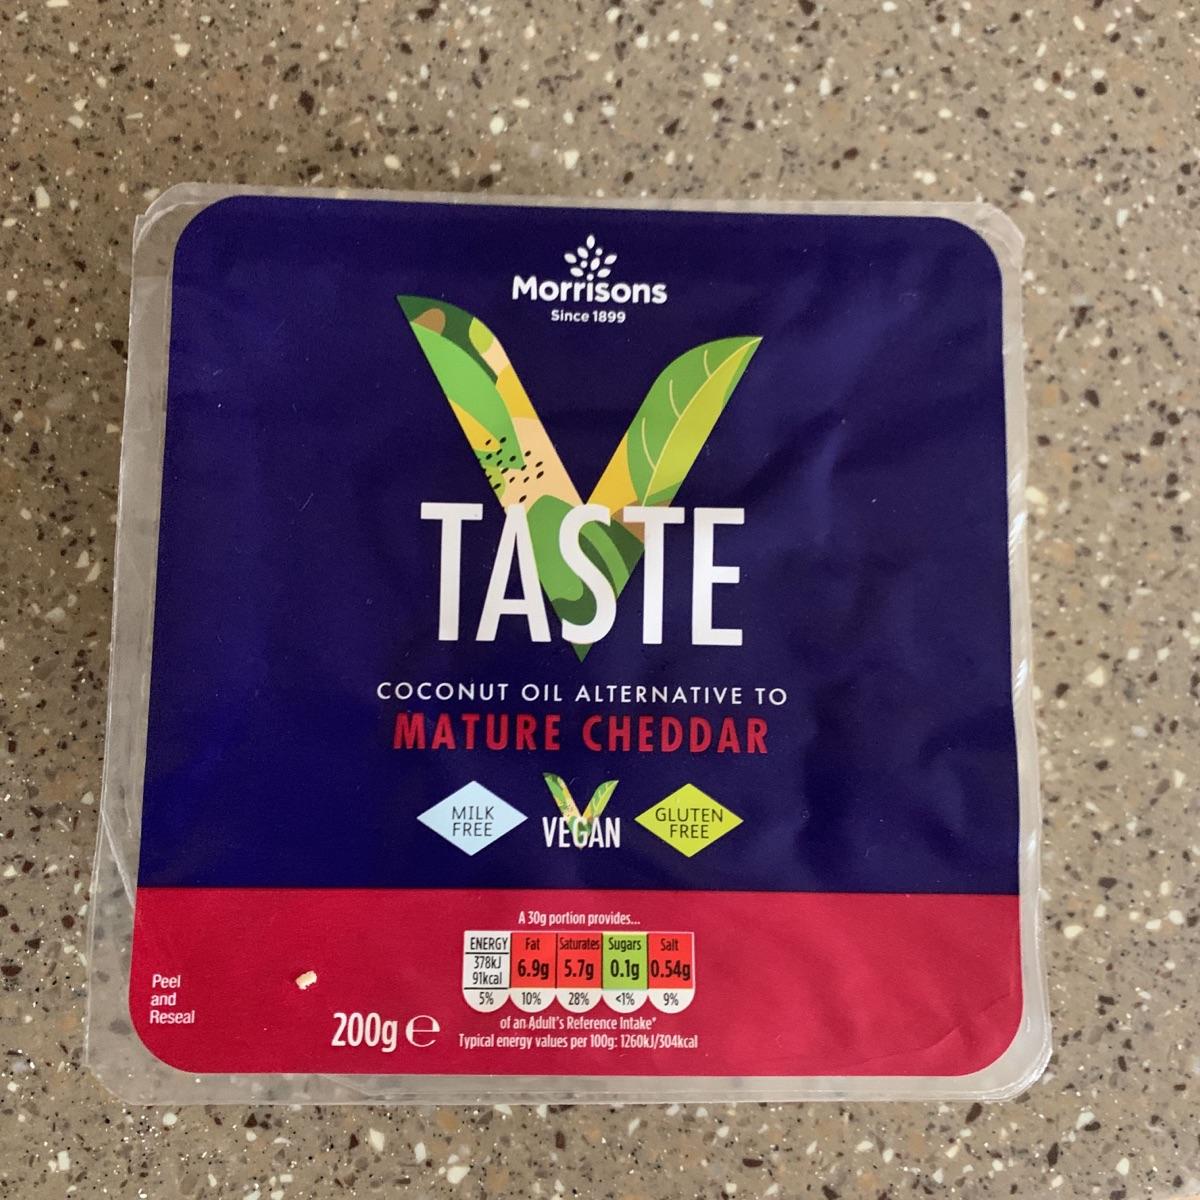 Morrisons
Since 1899
V
TASTE
COCONUT OIL ALTERNATIVE TO
MATURE CHEDDAR
MILK
FREE
VEGAN
GLUTEN
FREE
A 30g portion provides...
ENERGY Fat Saturates Sugars Salt
378kJ
91kcal 6.9g 5.7g 0.1g 0.54g
5% 10% 28% <1% 9%
of an Adult's Reference Intake*
Typical energy values per 100g: 1260kJ/304kcal
Peel
and
Reseal
200g ℮